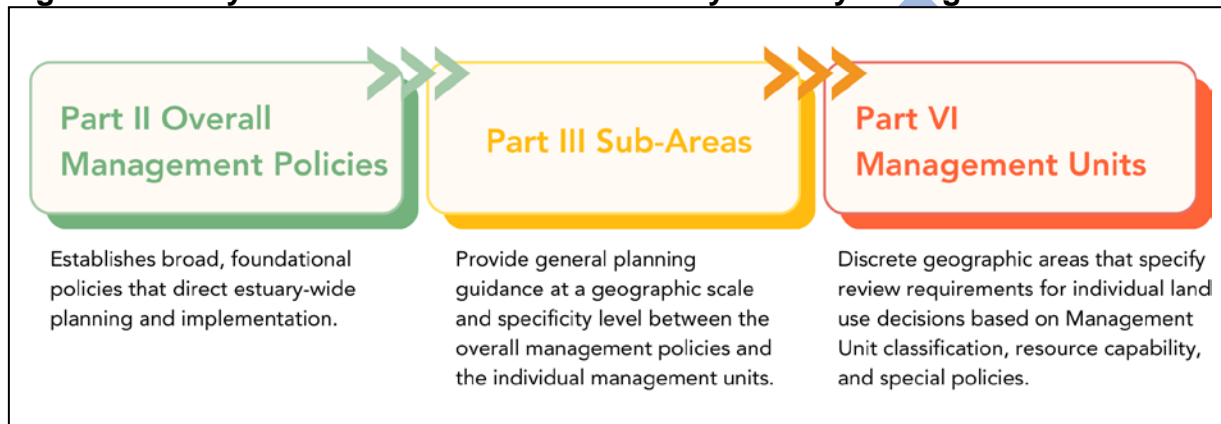 Part II Overall
Management Policies
Establishes broad, foundational
policies that direct estuary-wide
planning and implementation.
Part III Sub-Areas
Provide general planning
guidance at a geographic scale
and specificity level between the
overall management policies and
the individual management units.
Part VI
Management Units
Discrete geographic areas that specify
review requirements for individual land
use decisions based on Management
Unit classification, resource capability,
and special policies.